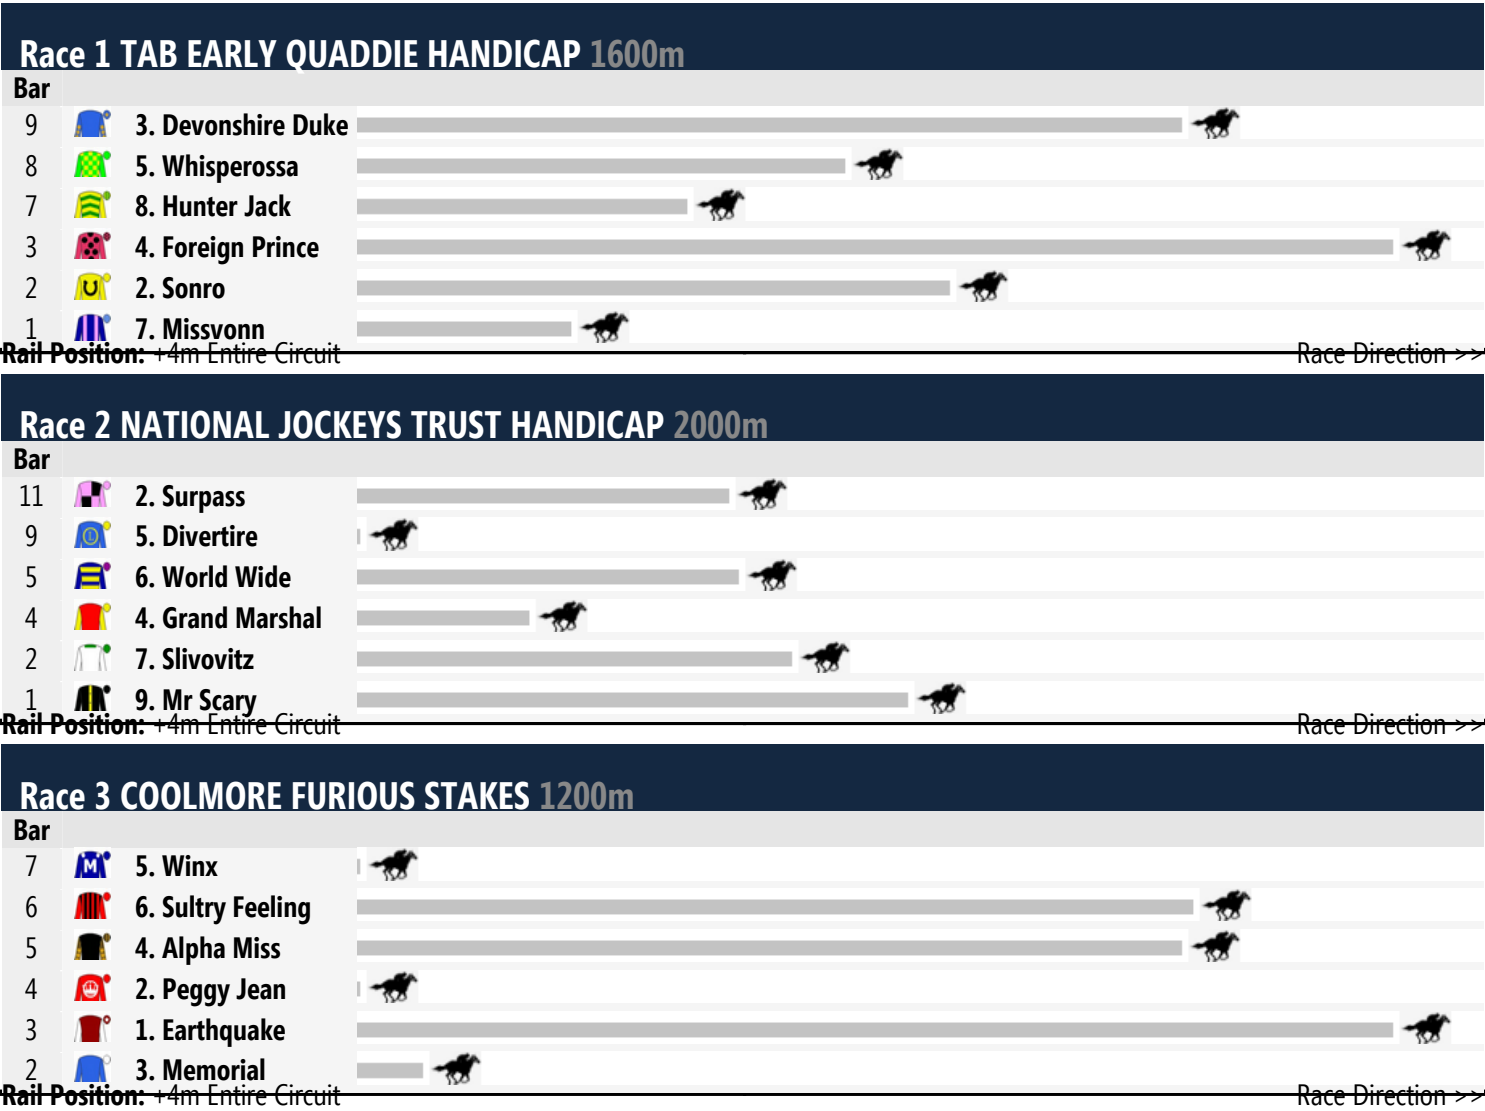 Race 1 TAB EARLY QUADDIE HANDICAP 1600m
Bar
9 3. Devonshire Duke
8 5. Whisperossa
7 8. Hunter Jack
3 4. Foreign Prince
2 U 2. Sonro
1 7. Missvonn
Rail Position: +4m Entire Circuit Race Direction >>
Race 2 NATIONAL JOCKEYS TRUST HANDICAP 2000m
Bar
11 2. Surpass
9 5. Divertire
5 6. World Wide
4 4. Grand Marshal
2 7. Slivovitz
1 9. Mr Scary
Rail Position: +4m Entire Circuit Race Direction >>
Race 3 COOLMORE FURIOUS STAKES 1200m
Bar
7 M 5. Winx
6 6. Sultry Feeling
5 4. Alpha Miss
4 2. Peggy Jean
3 1. Earthquake
2 3. Memorial
Rail Position: +4m Entire Circuit Race Direction >>